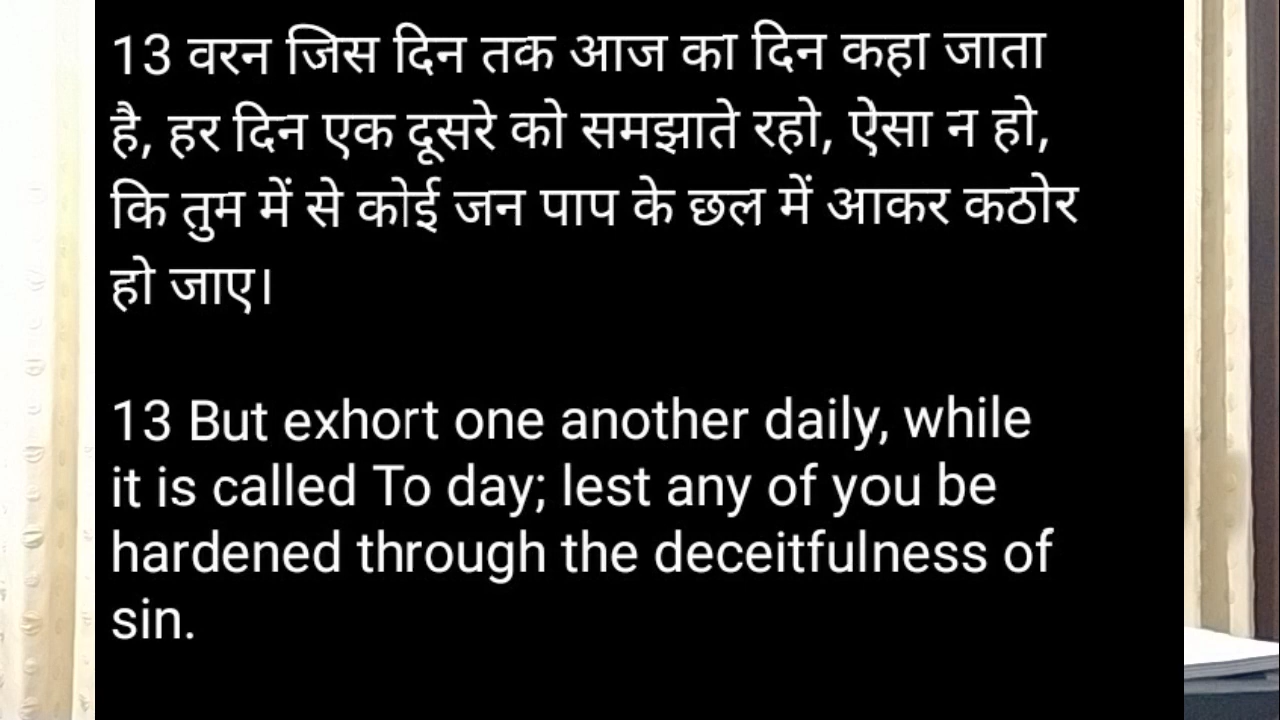 13 वरन जिस दिन तक आज का दिन कहा जाता
है, हर दिन एक दूसरे को समझाते रहो, ऐसा न हो,
कि तुम में से कोई जन पाप के छल में आकर कठोर
हो जाए।
13 But exhort one another daily, while
it is called To day; lest any of you be
hardened through the deceitfulness of
sin.